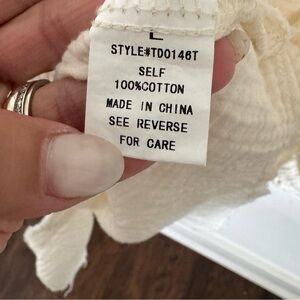 L
STYLE#TD0146T
SELF
100%COTTON
MADE IN CHINA
SEE REVERSE
FOR CARE